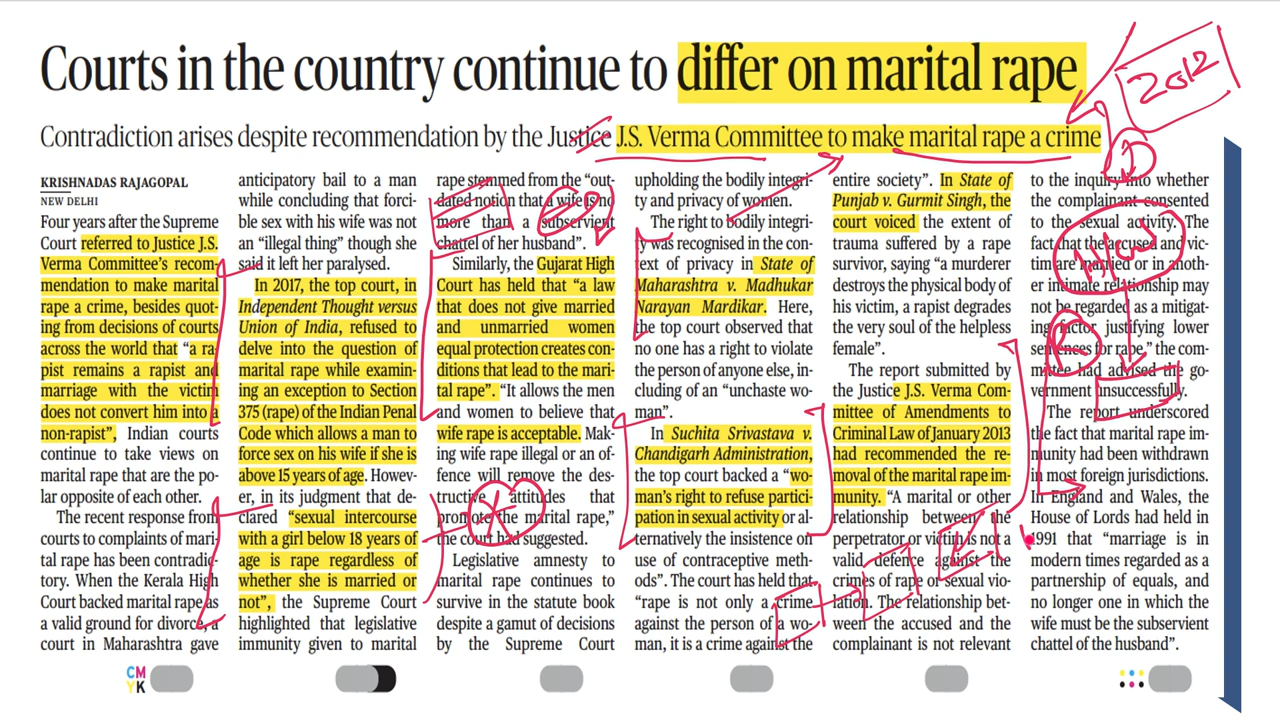 Courts in the country continue to differ on marital rape
Contradiction arises despite recommendation by the Justice J.S. Verma Committee to make marital rape a crime
2012
KRISHNADAS RAJAGOPAL
NEW DELHI
Four years after the Supreme
Court referred to Justice J.S.
Verma Committee's recom-
mendation to make marital
rape a crime, besides quot-
ing from decisions of courts
across the world that “a ra-
pist remains a rapist and
marriage with the victim
does not convert him into a
non-rapist”, Indian courts
continue to take views on
marital rape that are the po-
lar opposite of each other.
The recent response from
courts to complaints of mari-
tal rape has been contradic-
tory. When the Kerala High
Court backed marital rape as
a valid ground for divorce, a
court in Maharashtra gave
anticipatory bail to a man
while concluding that forci-
ble sex with his wife was not
an “illegal thing” though she
said it left her paralysed.
In 2017, the top court, in
Independent Thought versus
Union of India, refused to
delve into the question of
marital rape while examin-
ing an exception to Section
375 (rape) of the Indian Penal
Code which allows a man to
force sex on his wife if she is
above 15 years of age. Howev-
er, in its judgment that de-
clared “sexual intercourse
with a girl below 18 years of
age is rape regardless of
whether she is married or
not”, the Supreme Court
highlighted that legislative
immunity given to marital
rape stemmed from the “out-
dated notion that a wife is no
more than a subservient
chattel of her husband”.
Similarly, the Gujarat High
Court has held that “a law
that does not give married
and unmarried women
equal protection creates con-
ditions that lead to the mari-
tal rape”. “It allows the men
and women to believe that
wife rape is acceptable. Mak-
ing wife rape illegal or an of-
fence will remove the des-
tructive attitudes that
promote the marital rape,”
the court had suggested.
Legislative amnesty to
marital rape continues to
survive in the statute book
despite a gamut of decisions
by the Supreme Court
upholding the bodily integri-
ty and privacy of women.
The right to bodily integri-
ty was recognised in the con-
text of privacy in State of
Maharashtra v. Madhukar
Narayan Mardikar. Here,
the top court observed that
no one has a right to violate
the person of anyone else, in-
cluding of an “unchaste wo-
man”.
In Suchita Srivastava v.
Chandigarh Administration,
the top court backed a “wo-
man's right to refuse partici-
pation in sexual activity or al-
ternatively the insistence on
use of contraceptive meth-
ods”. The court has held that
“rape is not only a crime
against the person of a wo-
man, it is a crime against the
entire society”. In State of
Punjab v. Gurmit Singh, the
court voiced the extent of
trauma suffered by a rape
survivor, saying “a murderer
destroys the physical body of
his victim, a rapist degrades
the very soul of the helpless
female”.
The report submitted by
the Justice J.S. Verma Com-
mittee of Amendments to
Criminal Law of January 2013
had recommended the re-
moval of the marital rape im-
munity. “A marital or other
relationship between the
perpetrator or victim is not a
valid defence against the
crimes of rape or sexual vio-
lation. The relationship bet-
ween the accused and the
complainant is not relevant
to the inquiry into whether
the complainant consented
to the sexual activity. The
fact that the accused and vic-
tim are married or in anoth-
er intimate relationship may
not be regarded as a mitigat-
ing factor justifying lower
sentences for rape,” the com-
mittee had advised the go-
vernment unsuccessfully.
The report underscored
the fact that marital rape im-
munity had been withdrawn
in most foreign jurisdictions.
In England and Wales, the
House of Lords had held in
1991 that “marriage is in
modern times regarded as a
partnership of equals, and
no longer one in which the
wife must be the subservient
chattel of the husband”.
CM
YK